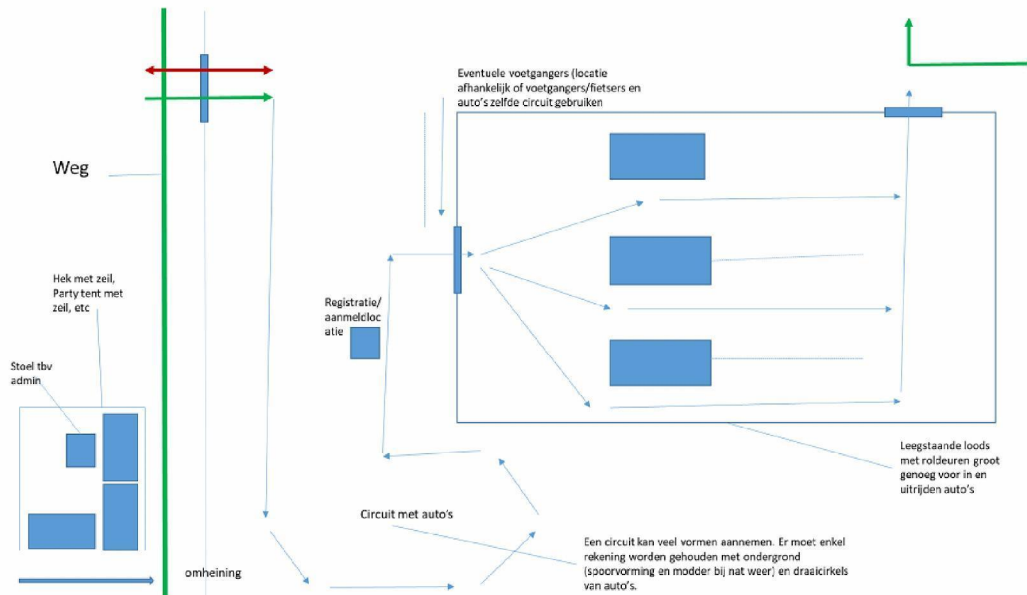 Eventuele voetgangers (locatie
afhankelijk of voetgangers/fietsers en
auto's zelfde circuit gebruiken
Weg
Hek met zeil,
Party tent met
zeil, etc
Registratie/
aanmeldloc
atie
Stoel tbv
admin
Leegstaande loods
met roldeuren groot
genoeg voor in en
uitrijden auto's
Circuit met auto's
Een circuit kan veel vormen aannemen. Er moet enkel
rekening worden gehouden met ondergrond
(spoorvorming en modder bij nat weer) en draaicirkels
van auto's.
omheining